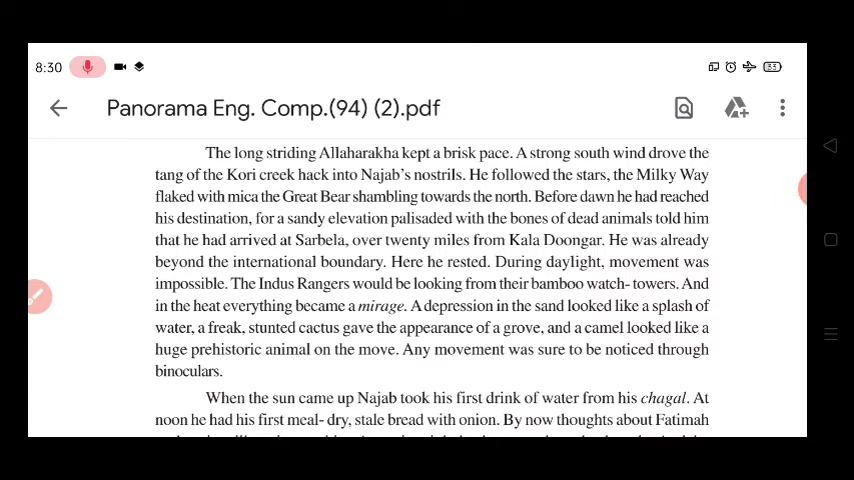 8:30
33
Panorama Eng. Comp.(94) (2).pdf
The long striding Allaharakha kept a brisk pace. A strong south wind drove the
tang of the Kori creek hack into Najab's nostrils. He followed the stars, the Milky Way
flaked with mica the Great Bear shambling towards the north. Before dawn he had reached
his destination, for a sandy elevation palisaded with the bones of dead animals told him
that he had arrived at Sarbela, over twenty miles from Kala Doongar. He was already
beyond the international boundary. Here he rested. During daylight, movement was
impossible. The Indus Rangers would be looking from their bamboo watch- towers. And
in the heat everything became a mirage. A depression in the sand looked like a splash of
water, a freak, stunted cactus gave the appearance of a grove, and a camel looked like a
huge prehistoric animal on the move. Any movement was sure to be noticed through
binoculars.
When the sun came up Najab took his first drink of water from his chagal. At
noon he had his first meal- dry, stale bread with onion. By now thoughts about Fatimah